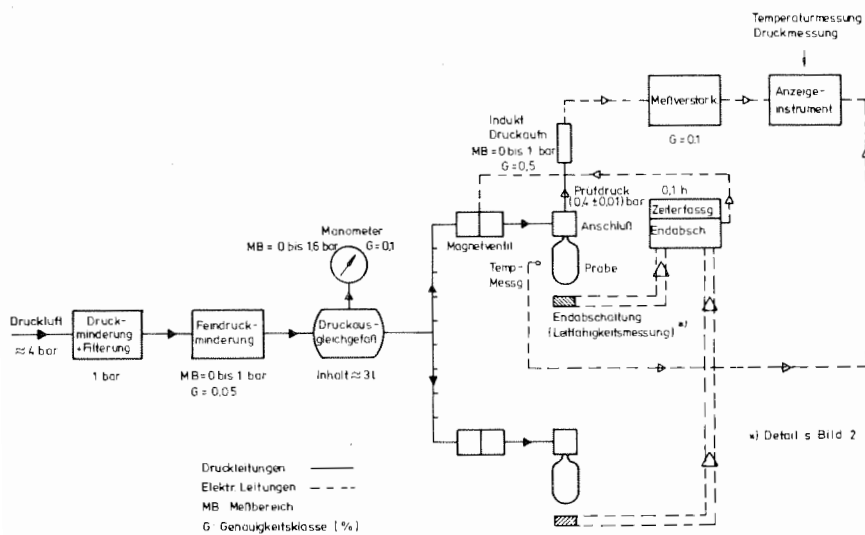 Temperaturmessung
Druckmessung
Meßverstärk
G = 0.1
Anzeige-
instrument
Indukt
Druckaufn
MB = 0 bis 1 bar
G = 0,5
Prüfdruck
(0,4 ± 0,01) bar
0,1 h
Zeiterfassg
Endabsch
Anschluß
Magnetventil
Manometer
MB = 0 bis 1.6 bar
G = 0,1
Temp-
Messg
Probe
Endabschaltung
(Leitfähigkeitsmessung) *)
Druckluft
≈ 4 bar
Druck-
minderung
+Filterung
1 bar
Feindruck-
minderung
MB = 0 bis 1 bar
G = 0,05
Druckaus-
gleichgefäß
Inhalt ≈ 3l
*) Detail s Bild 2
Druckleitungen
Elektr. Leitungen
MB Meßbereich
G Genauigkeitsklasse (%)